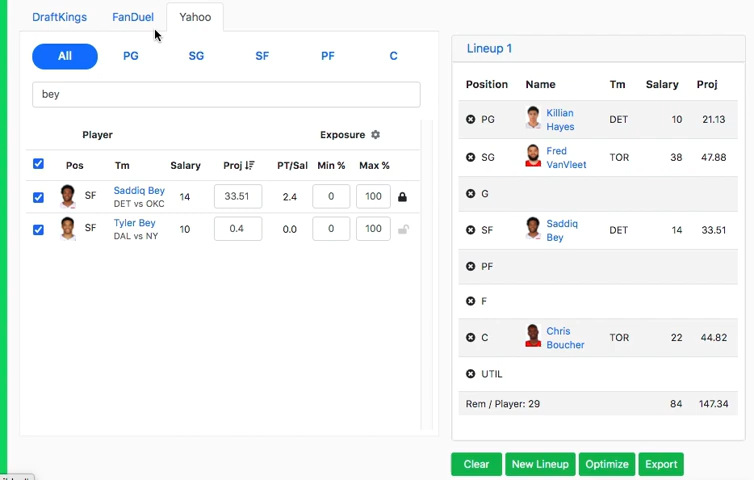 DraftKings FanDuel Yahoo
All PG SG SF PF C
bey
Player Exposure
Pos Tm Salary Proj PT/Sal Min % Max %
SF Saddiq Bey 14 33.51 2.4 0 100
DET vs OKC
SF Tyler Bey 10 0.4 0.0 0 100
DAL vs NY
Lineup 1
Position Name Tm Salary Proj
PG Killian Hayes DET 10 21.13
SG Fred VanVleet TOR 38 47.88
G
SF Saddiq Bey DET 14 33.51
PF
F
C Chris Boucher TOR 22 44.82
UTIL
Rem / Player: 29 84 147.34
Clear New Lineup Optimize Export